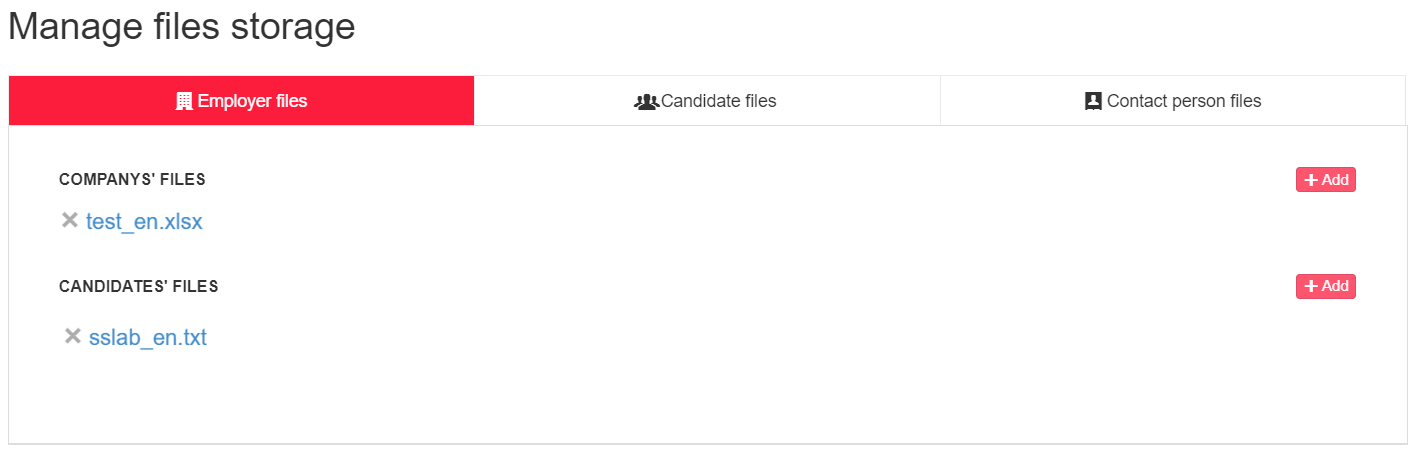 Manage files storage
Employer files
Candidate files
Contact person files
COMPANYS' FILES
Add
test_en.xlsx
CANDIDATES' FILES
Add
sslab_en.txt